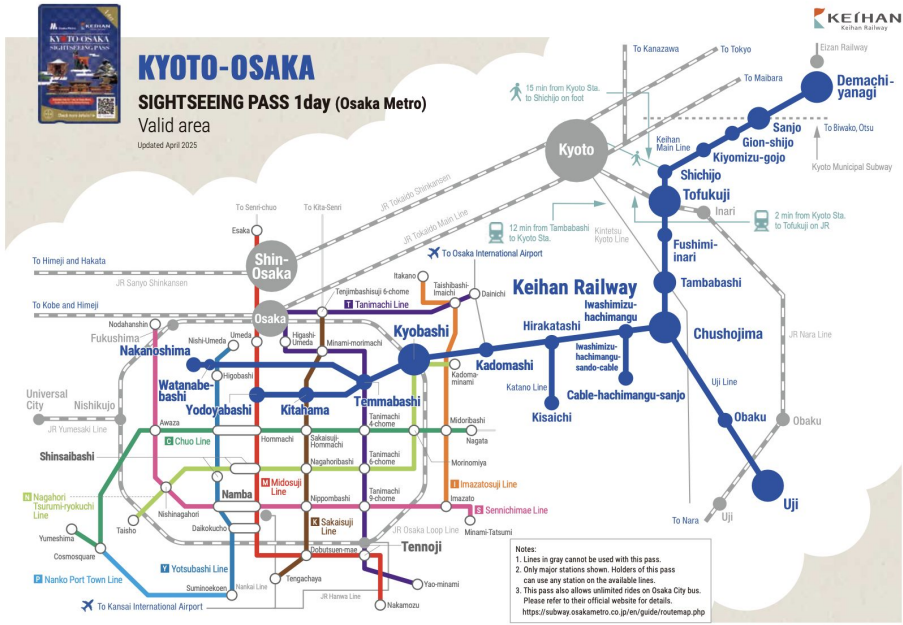 KEIHAN
Keihan Railway
KEIHAN
KYOTO-OSAKA
SIGHTSEEING PASS
KYOTO-OSAKA
SIGHTSEEING PASS 1day (Osaka Metro)
Valid area
Updated April 2025
To Kanazawa
To Tokyo
To Maibara
Eizan Railway
Demachi-
yanagi
15 min from Kyoto Sta.
to Shichijo on foot
Sanjo
To Biwako, Otsu
Gion-shijo
Keihan
Main Line
Kiyomizu-gojo
Kyoto Municipal Subway
Kyoto
Shichijo
Tofukuji
Inari
JR Tokaido Shinkansen
JR Tokaido Main Line
12 min from Tambabashi
to Kyoto Sta.
Kintetsu
Kyoto Line
2 min from Kyoto Sta.
to Tofukuji on JR
Fushimi-
inari
Tambabashi
To Senri-chuo
To Kita-Senri
Esaka
Shin-
Osaka
To Himeji and Hakata
JR Sanyo Shinkansen
To Osaka International Airport
Itakano
Taishibashi-
Imaichi
Dainichi
Keihan Railway
Iwashimizu-
hachimangu
Tenjimbashisuji 6-chome
T Tanimachi Line
To Kobe and Himeji
Osaka
Nodahanshin
Fukushima
Nishi-Umeda
Umeda
Higashi-
Umeda
Minami-morimachi
Kyobashi
Hirakatashi
Chushojima
JR Nara Line
Nakanoshima
Kadomashi
Iwashimizu-
hachimangu-
sando-cable
Higobashi
Kadoma-
minami
Katano Line
Uji Line
Watanabe-
bashi
Yodoyabashi
Kitahama
Temmabashi
Kisaichi
Cable-hachimangu-sanjo
Universal
City
Nishikujo
JR Yumesaki Line
Awaza
C Chuo Line
Hommachi
Sakaisuji-
Hommachi
Tanimachi
4-chome
Midoribashi
Nagata
Obaku
Obaku
Shinsaibashi
Nagahoribashi
Tanimachi
6-chome
Morinomiya
M Midosuji
Line
I Imazatosuji Line
N Nagahori
Tsurumi-ryokuchi
Line
Namba
Nippombashi
Tanimachi
9-chome
Imazato
S Sennichimae Line
Uji
Nishinagahori
Taisho
Daikokucho
K Sakaisuji
Line
JR Osaka Loop Line
Minami-Tatsumi
To Nara
Uji
Yumeshima
Cosmosquare
Dobutsuen-mae
Tennoji
P Nanko Port Town Line
Y Yotsubashi Line
Suminoekoen
Nankai Line
Tengachaya
JR Hanwa Line
Yao-minami
Nakamozu
To Kansai International Airport
Notes:
1. Lines in gray cannot be used with this pass.
2. Only major stations shown. Holders of this pass
can use any station on the available lines.
3. This pass also allows unlimited rides on Osaka City bus.
Please refer to their official website for details.
https://subway.osakametro.co.jp/en/guide/routemap.php